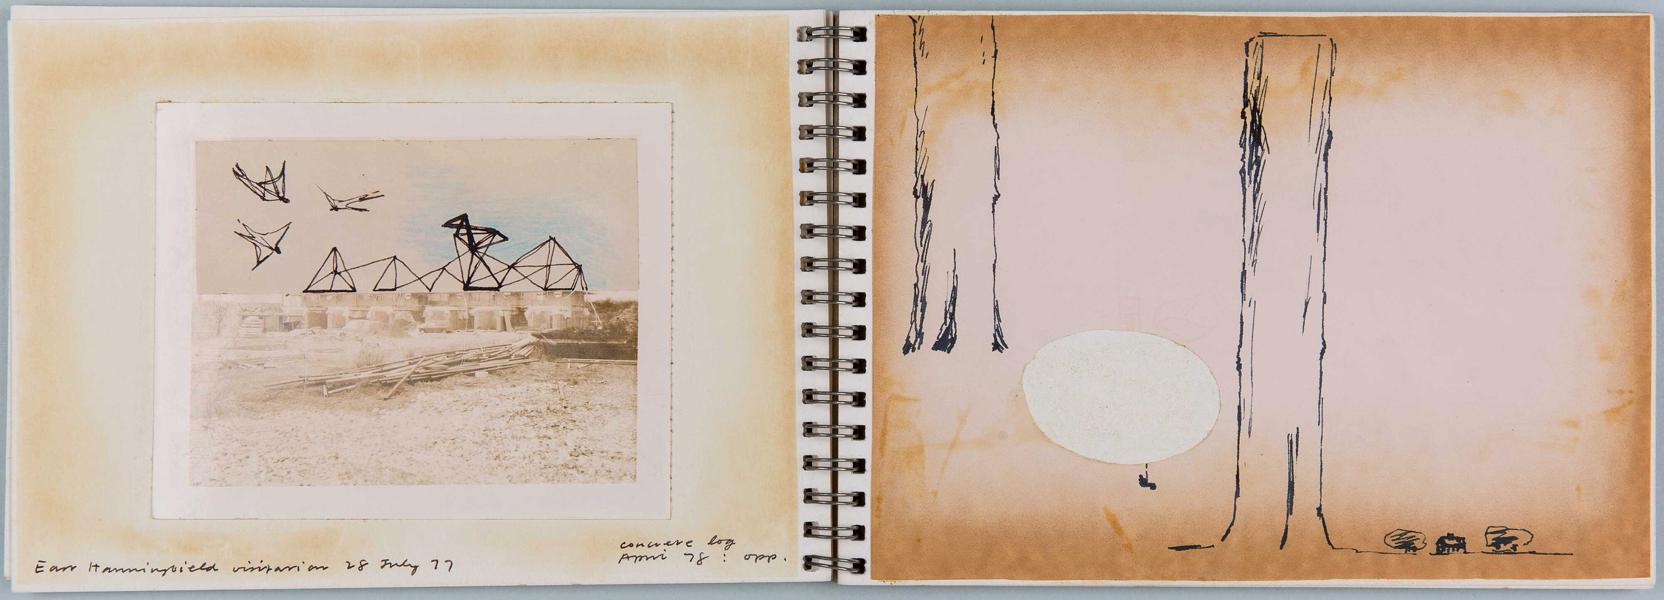 East Hanningfield visitation 28 July 77
concrete log
April 78 : opp.